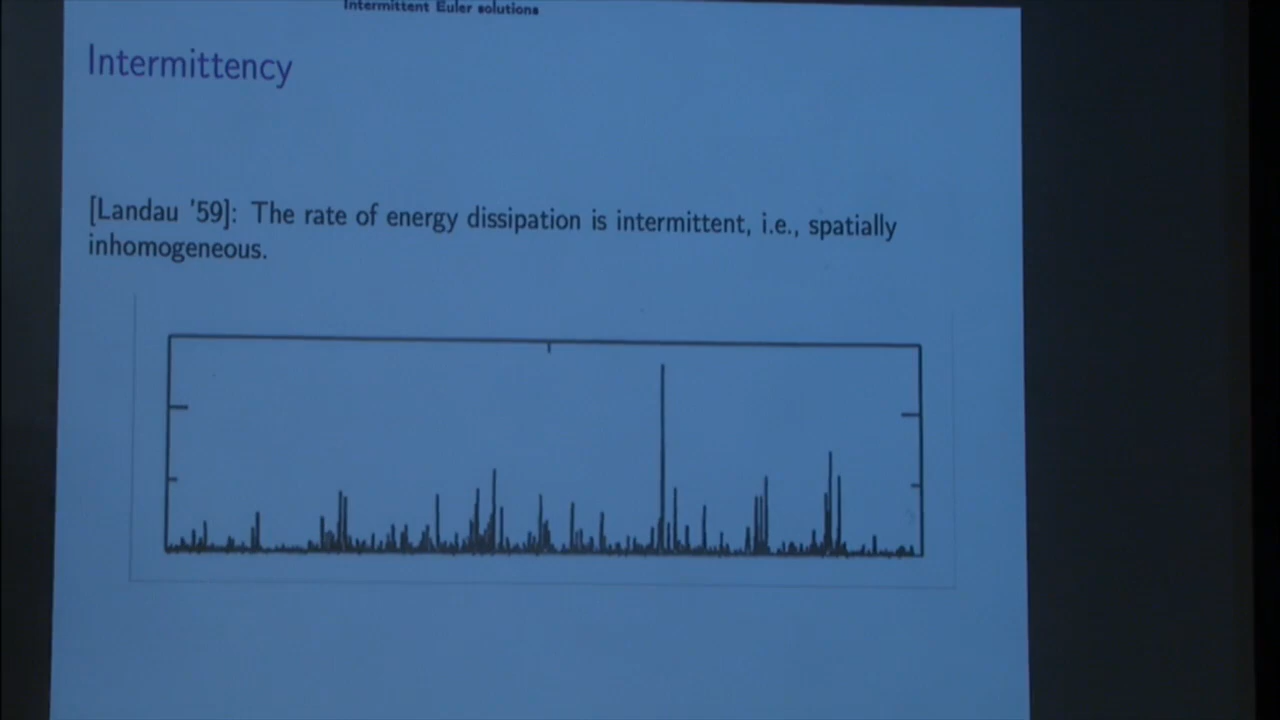 Intermittent Euler solutions
Intermittency
[Landau '59]: The rate of energy dissipation is intermittent, i.e., spatially
inhomogeneous.